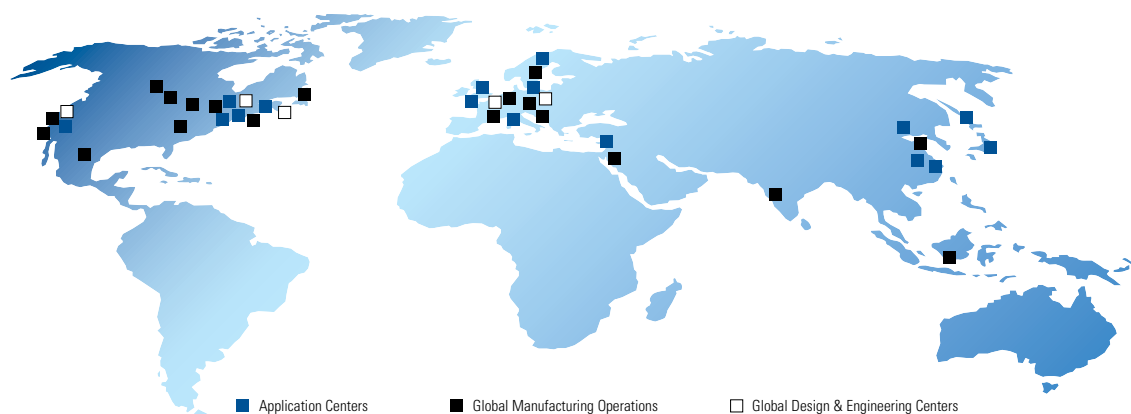 Application Centers
Global Manufacturing Operations
Global Design & Engineering Centers